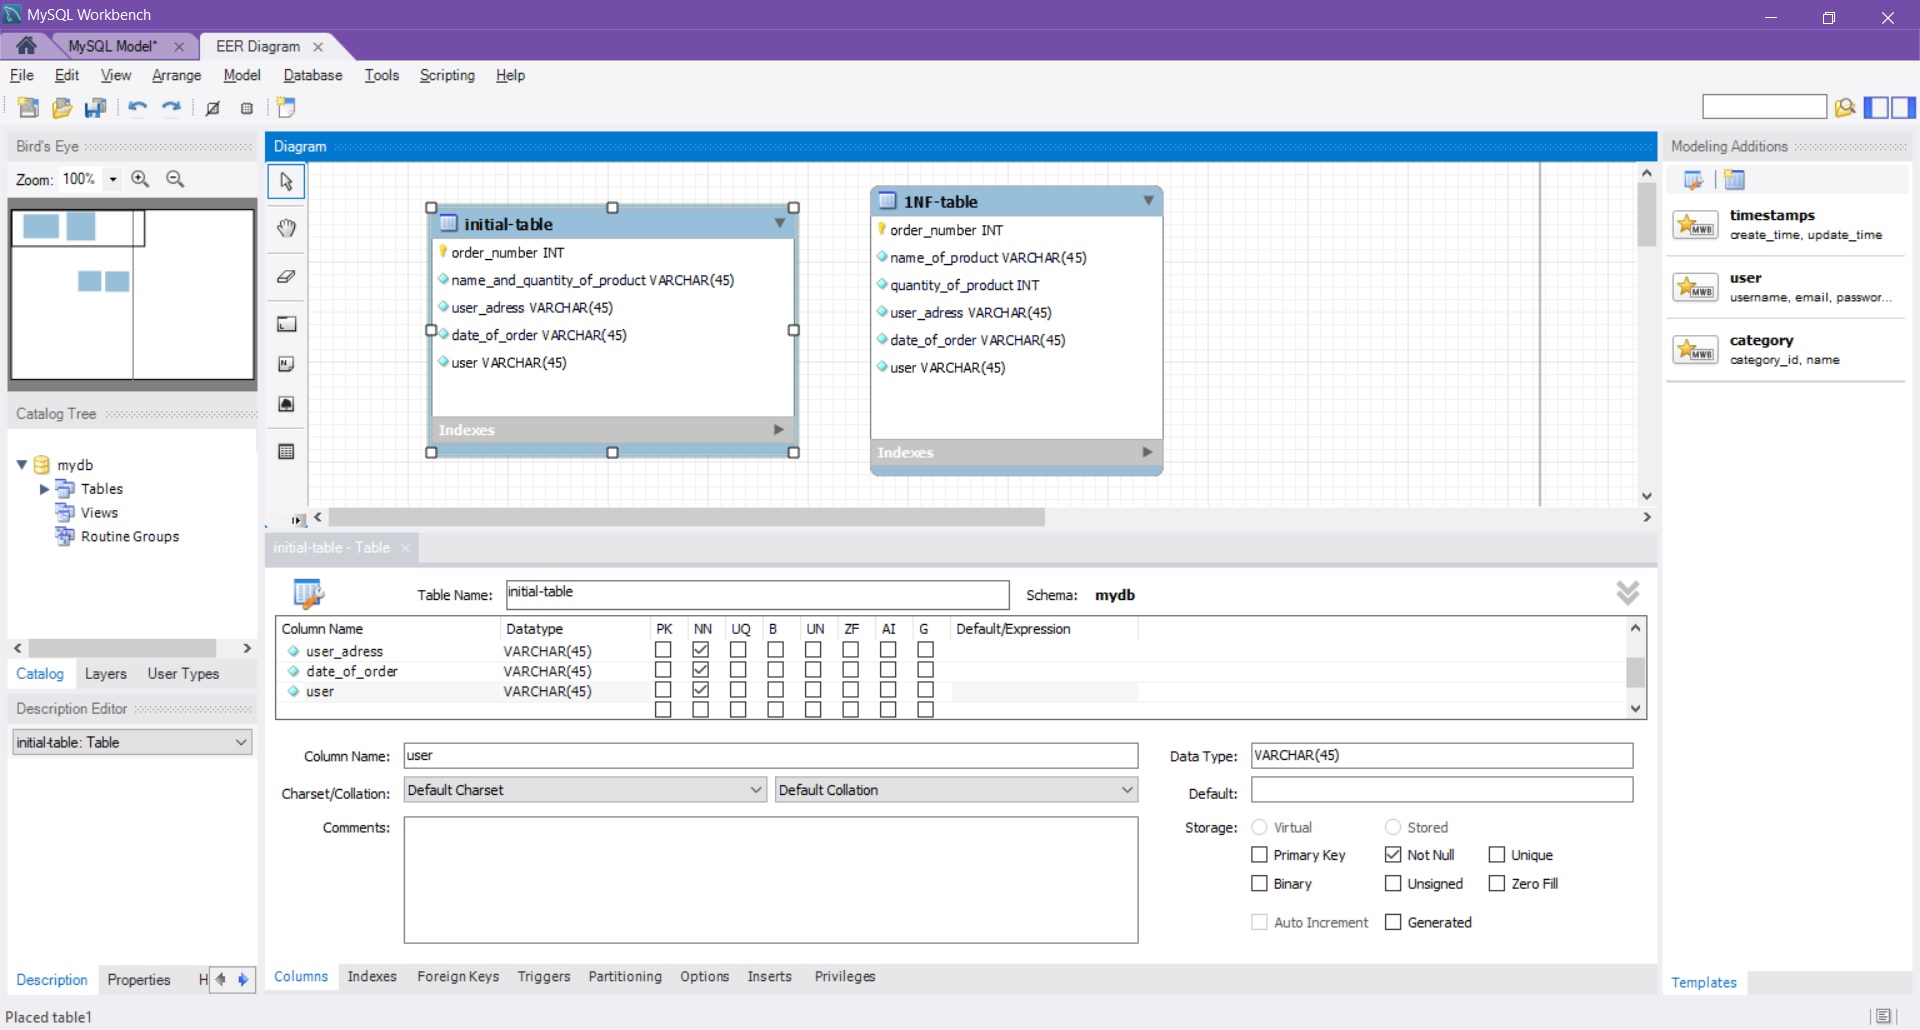 MySQL Workbench
MySQL Model*
EER Diagram
File Edit View Arrange Model Database Tools Scripting Help
Bird's Eye
Zoom: 100%
Catalog Tree
mydb
Tables
Views
Routine Groups
Catalog Layers User Types
Description Editor
initial-table: Table
Description Properties H
Diagram
initial-table
order_number INT
name_and_quantity_of_product VARCHAR(45)
user_adress VARCHAR(45)
date_of_order VARCHAR(45)
user VARCHAR(45)
Indexes
1NF-table
order_number INT
name_of_product VARCHAR(45)
quantity_of_product INT
user_adress VARCHAR(45)
date_of_order VARCHAR(45)
user VARCHAR(45)
Indexes
initial-table - Table
Table Name: initial-table Schema: mydb
Column Name Datatype PK NN UQ B UN ZF AI G Default/Expression
user_adress VARCHAR(45)
date_of_order VARCHAR(45)
user VARCHAR(45)
Column Name: user
Charset/Collation: Default Charset Default Collation
Comments:
Data Type: VARCHAR(45)
Default:
Storage: Virtual Stored
Primary Key Not Null Unique
Binary Unsigned Zero Fill
Auto Increment Generated
Columns Indexes Foreign Keys Triggers Partitioning Options Inserts Privileges
Modeling Additions
MWB
timestamps
create_time, update_time
MWB
user
username, email, passwor...
MWB
category
category_id, name
Templates
Placed table1